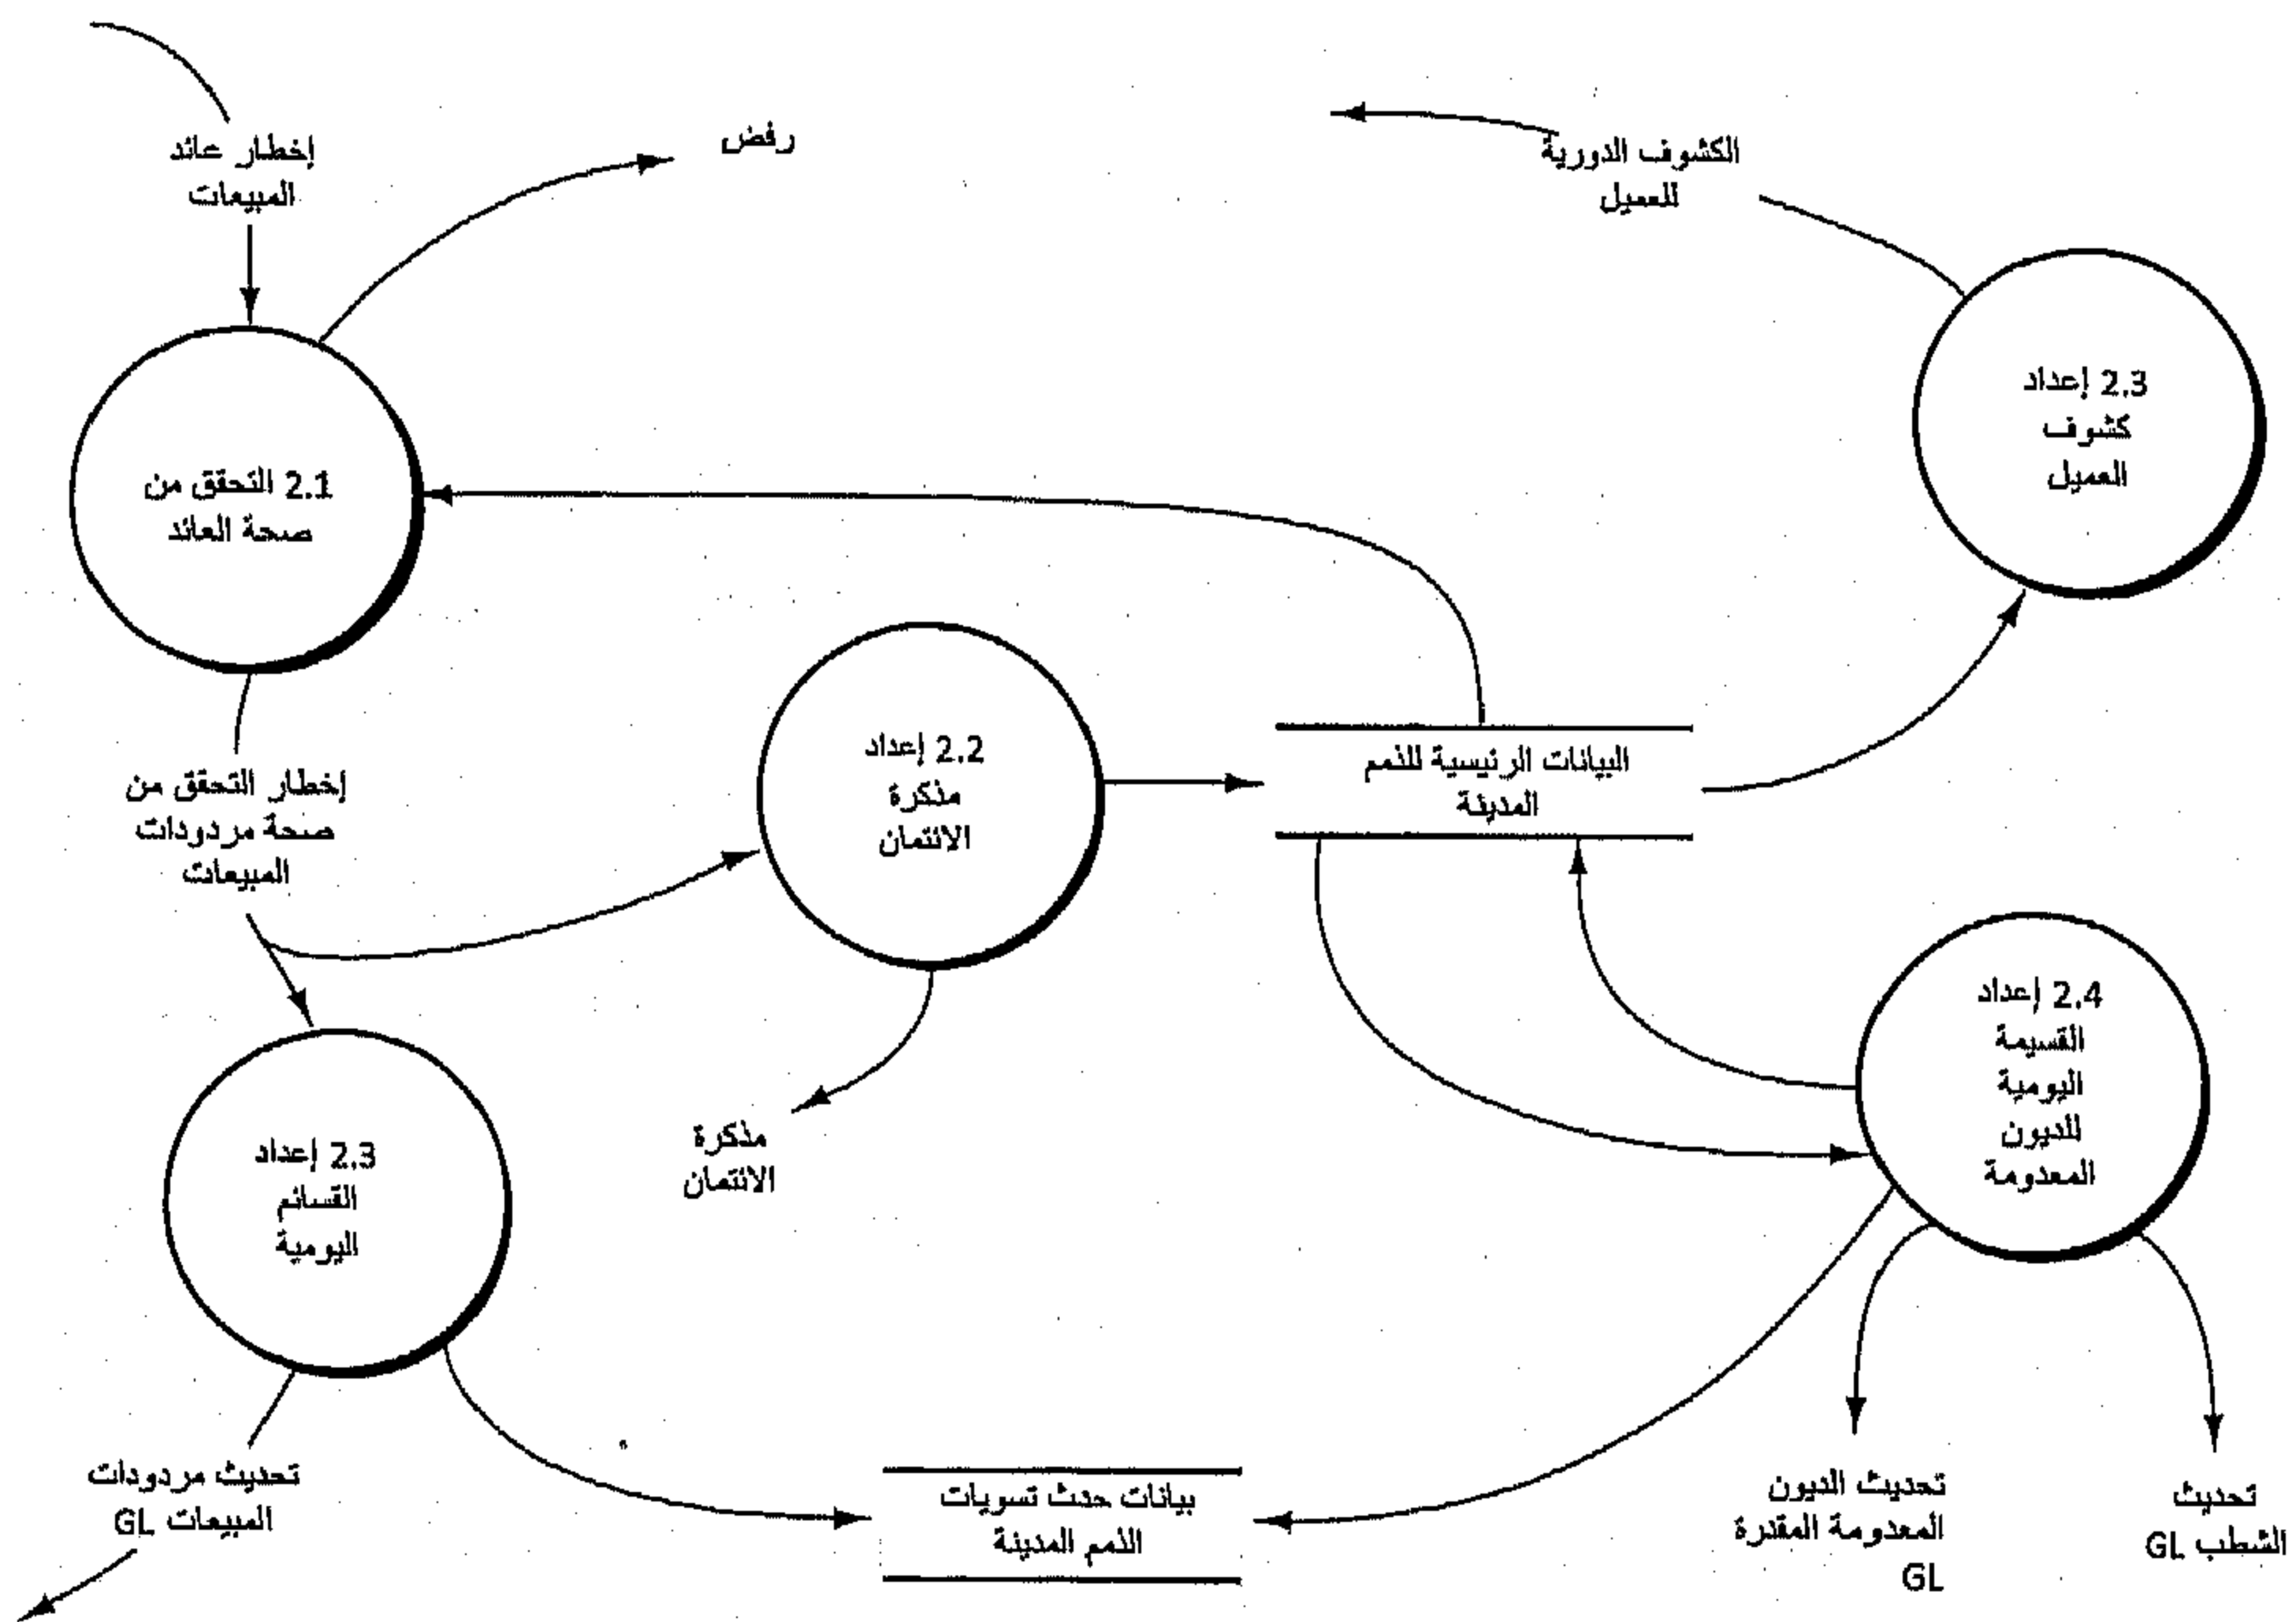 إخطار عائد
المبيعات
رفض
الكشوف الدورية
للعميل
2.3 إعداد
كشوف
العميل
2.1 التحقق من
صحة العائد
2.2 إعداد
مذكرة
الائتمان
البيانات الرئيسية للذمم
المدينة
إخطار التحقق من
صحة مردودات
المبيعات
2.4 إعداد
القسيمة
اليومية
للديون
المعدومة
مذكرة
الائتمان
2.3 إعداد
القسائم
اليومية
تحديث مردودات
المبيعات GL
بيانات حدث تسويات
الذمم المدينة
تحديث الديون
المعدومة المقدرة
GL
تحديث
الشطب GL